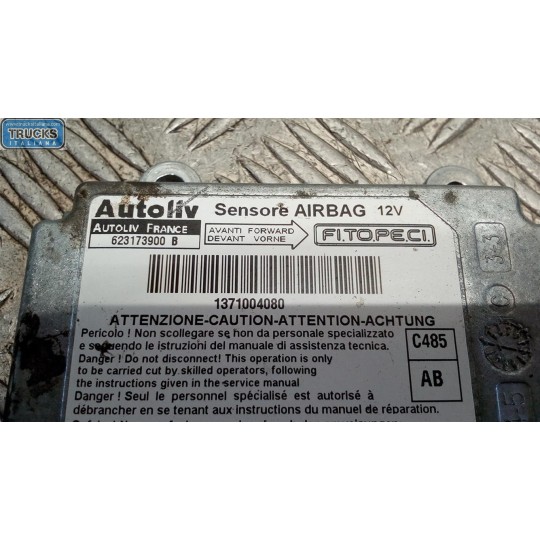 TRUCKS
ITALIANA
Autoliv
Sensore AIRBAG 12V
AUTOLIV FRANCE
623173900 B
AVANTI FORWARD
DEVANT VORNE
FI.TO.PE.CI.
1371004080
ATTENZIONE-CAUTION-ATTENTION-ACHTUNG
Pericolo ! Non scollegare se non da personale specializzato
e seguendo le istruzioni del manuale di assistenza tecnica.
Danger ! Do not disconnect! This operation is only
to be carried cut by skilled operators, following
the instructions given in the service manual
Danger ! Seul le personnel spécialisé est autorisé à
débrancher en se tenant aux instructions du manuel de réparation.
C485
AB
3-3